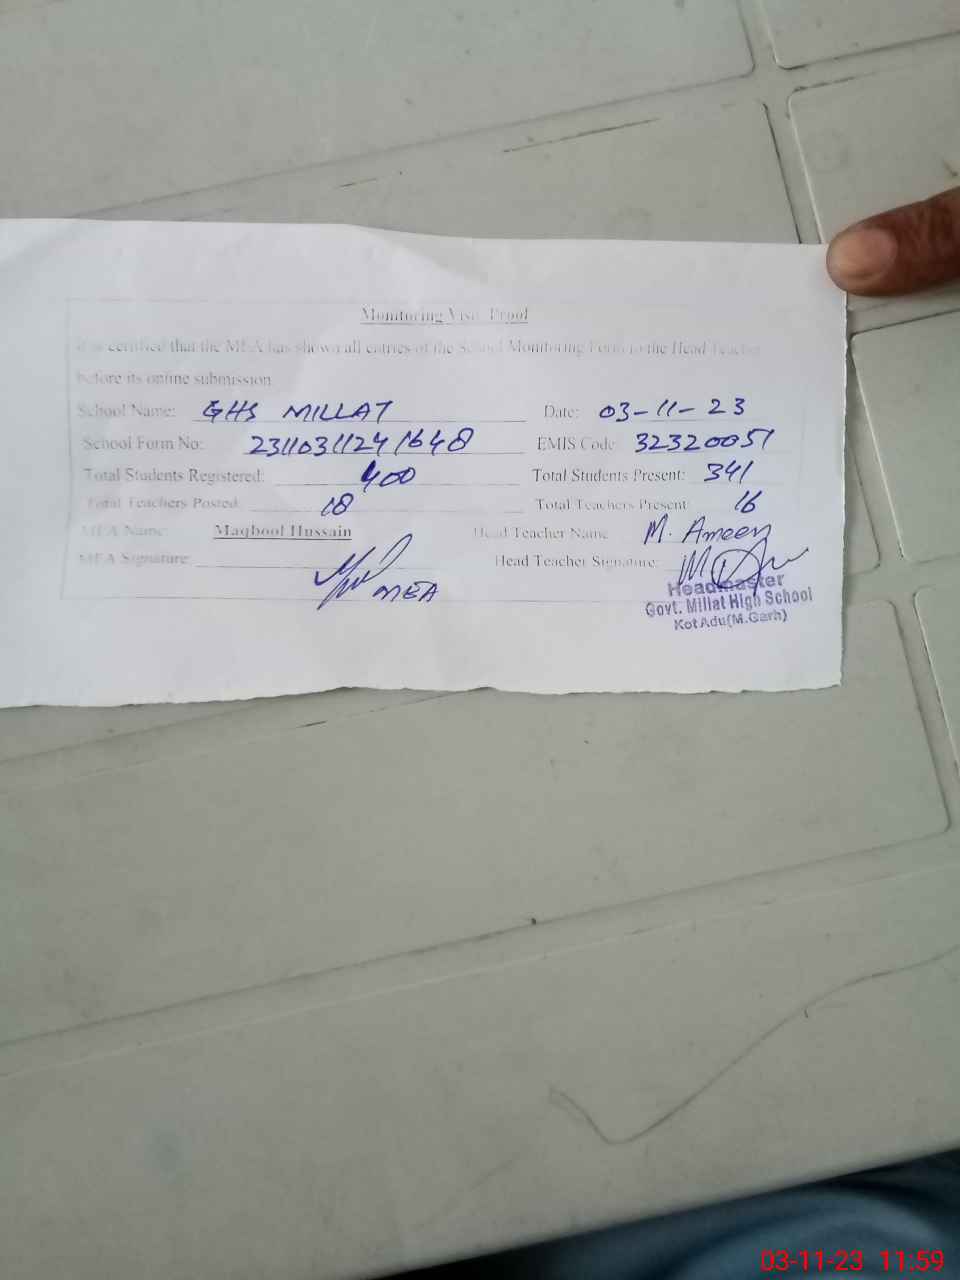 Monitoring Visit Proof
It is certified that the MEA has shown all entries of the School Monitoring Form to the Head Teacher
before its online submission.
School Name: GHS MILLAT Date: 03-11-23
School Form No: 2311031124 1648 EMIS Code: 32320051
Total Students Registered: 400 Total Students Present: 341
Total Teachers Posted: 18 Total Teachers Present: 16
MEA Name: Maqbool Hussain Head Teacher Name M. Ameen
MEA Signature: MEA Head Teacher Signature:
Headmaster
Govt. Millat High School
Kot Adu(M.Garh)
03-11-23 11:59